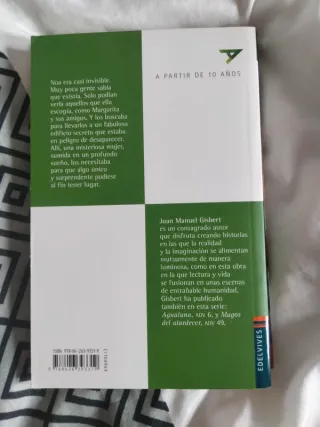 A PARTIR DE 10 AÑOS
Nun era casi invisible.
Muy poca gente sabía
que existía. Solo podían
verla aquellos que ella
escogía, como Margarita
y sus amigos. Y los buscaba
para llevarlos a un fabuloso
edificio secreto que estaba
en peligro de desaparecer.
Allí, una misteriosa mujer,
sumida en un profundo
sueño, los necesitaba
para que algo único
y sorprendente pudiese
al fin tener lugar.
Joan Manuel Gisbert
es un consagrado autor
que disfruta creando historias
en las que la realidad
y la imaginación se alimentan
mutuamente de manera
luminosa, como en esta obra
en la que lectura y vida
se fusionan en unas escenas
de entrañable humanidad.
Gisbert ha publicado
también en esta serie:
Agualuna, ADV 6, y Magos
del atardecer, ADV 49.
EDELVIVES